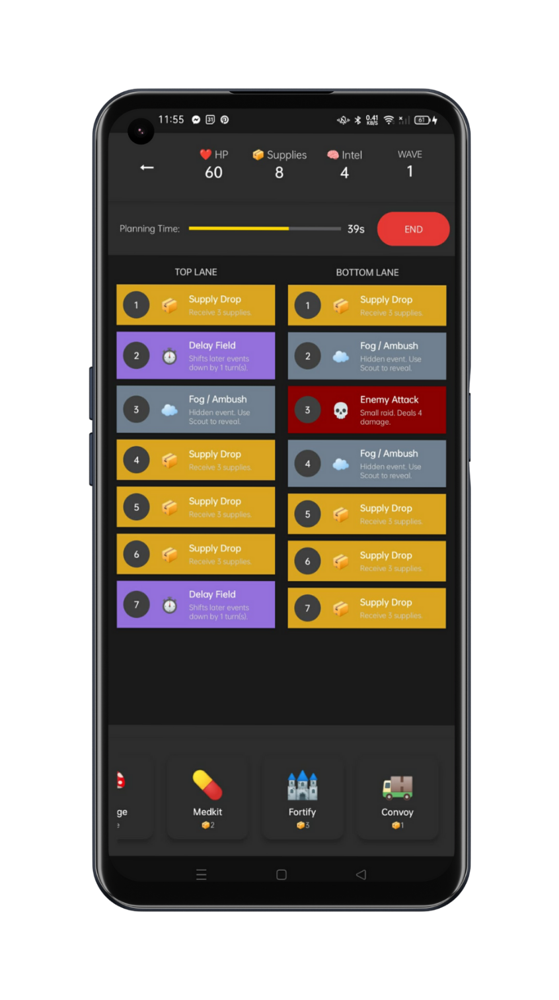 11:55
31
0.41
KB/S
61
HP
Supplies
Intel
WAVE
60
8
4
1
Planning Time:
39s
END
TOP LANE
1
Supply Drop
Receive 3 supplies.
2
Delay Field
Shifts later events
down by 1 turn(s).
3
Fog / Ambush
Hidden event. Use
Scout to reveal.
4
Supply Drop
Receive 3 supplies.
5
Supply Drop
Receive 3 supplies.
6
Supply Drop
Receive 3 supplies.
7
Delay Field
Shifts later events
down by 1 turn(s).
BOTTOM LANE
1
Supply Drop
Receive 3 supplies.
2
Fog / Ambush
Hidden event. Use
Scout to reveal.
3
Enemy Attack
Small raid. Deals 4
damage.
4
Fog / Ambush
Hidden event. Use
Scout to reveal.
5
Supply Drop
Receive 3 supplies.
6
Supply Drop
Receive 3 supplies.
7
Supply Drop
Receive 3 supplies.
ge
Medkit
2
Fortify
3
Convoy
1